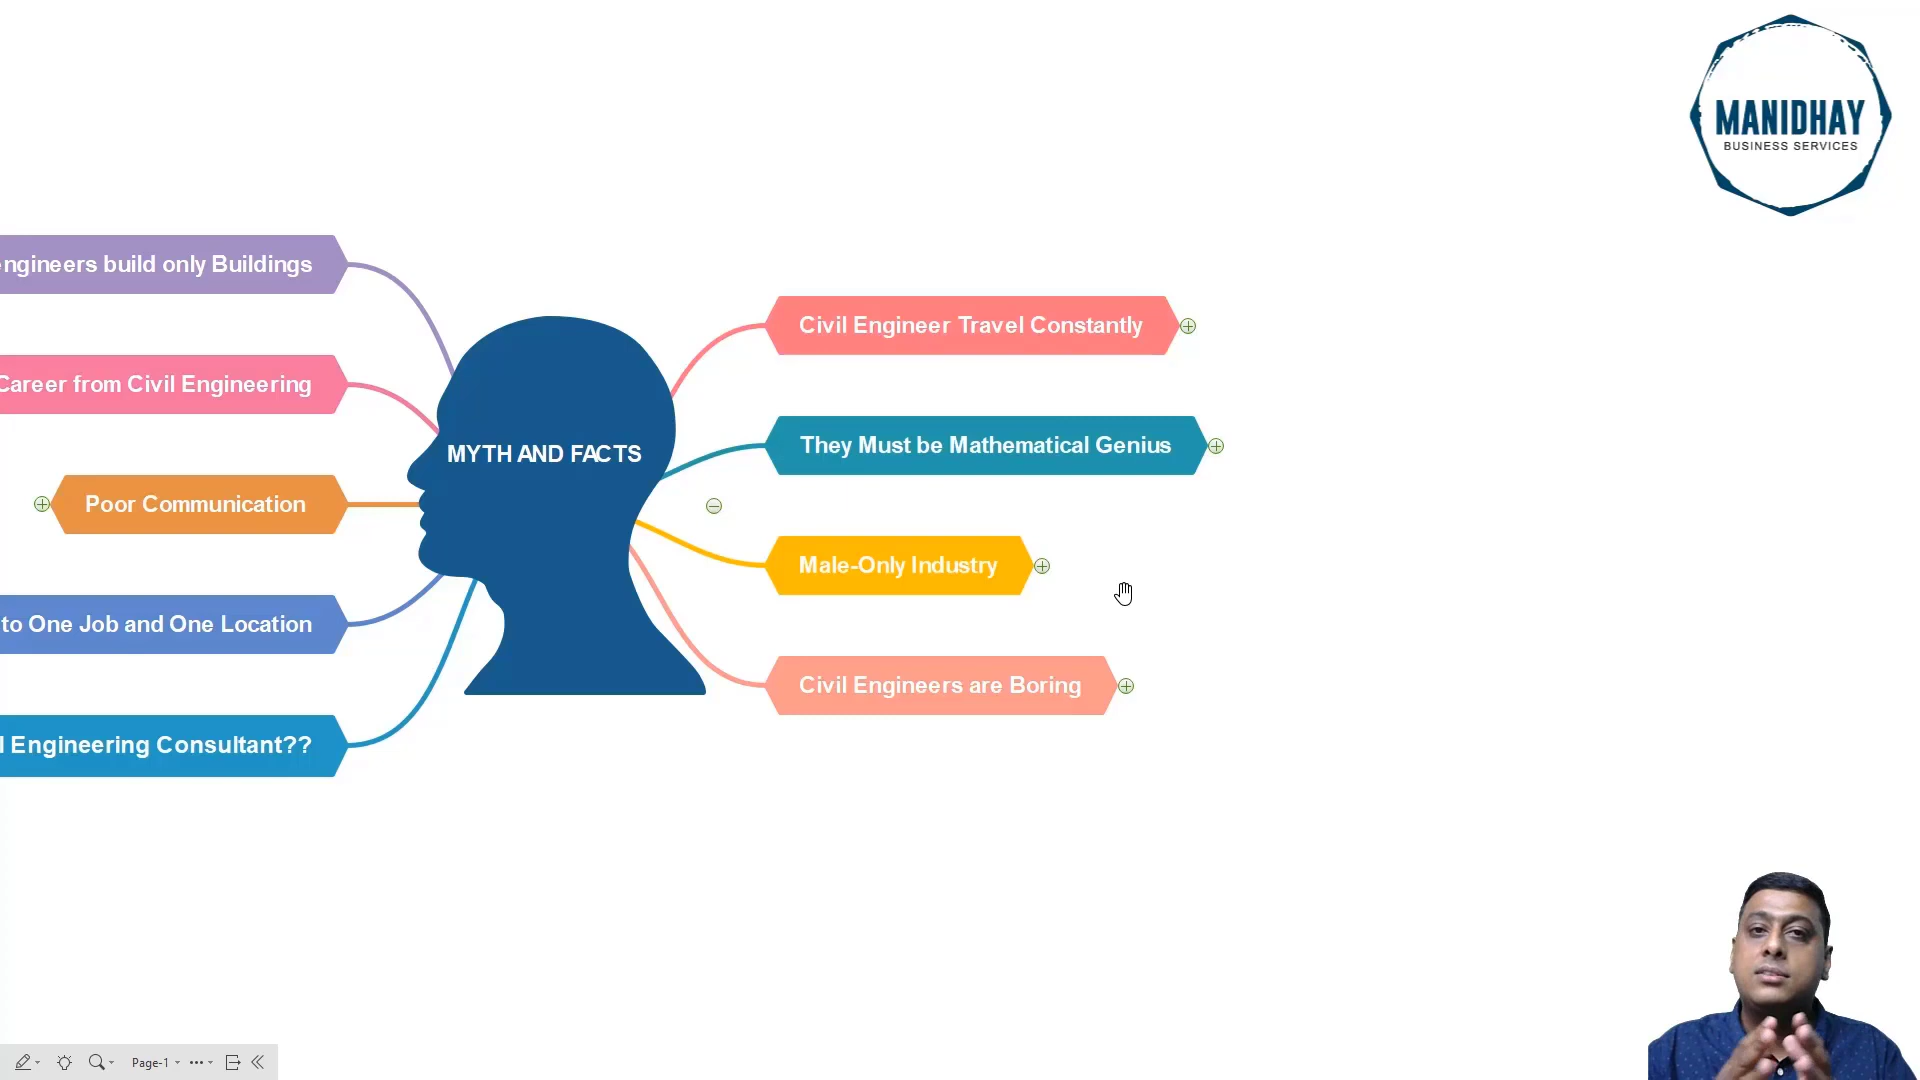 MANIDHAY
BUSINESS SERVICES
ngineers build only Buildings
Career from Civil Engineering
Poor Communication
to One Job and One Location
l Engineering Consultant??
MYTH AND FACTS
Civil Engineer Travel Constantly
They Must be Mathematical Genius
Male-Only Industry
Civil Engineers are Boring
Page-1